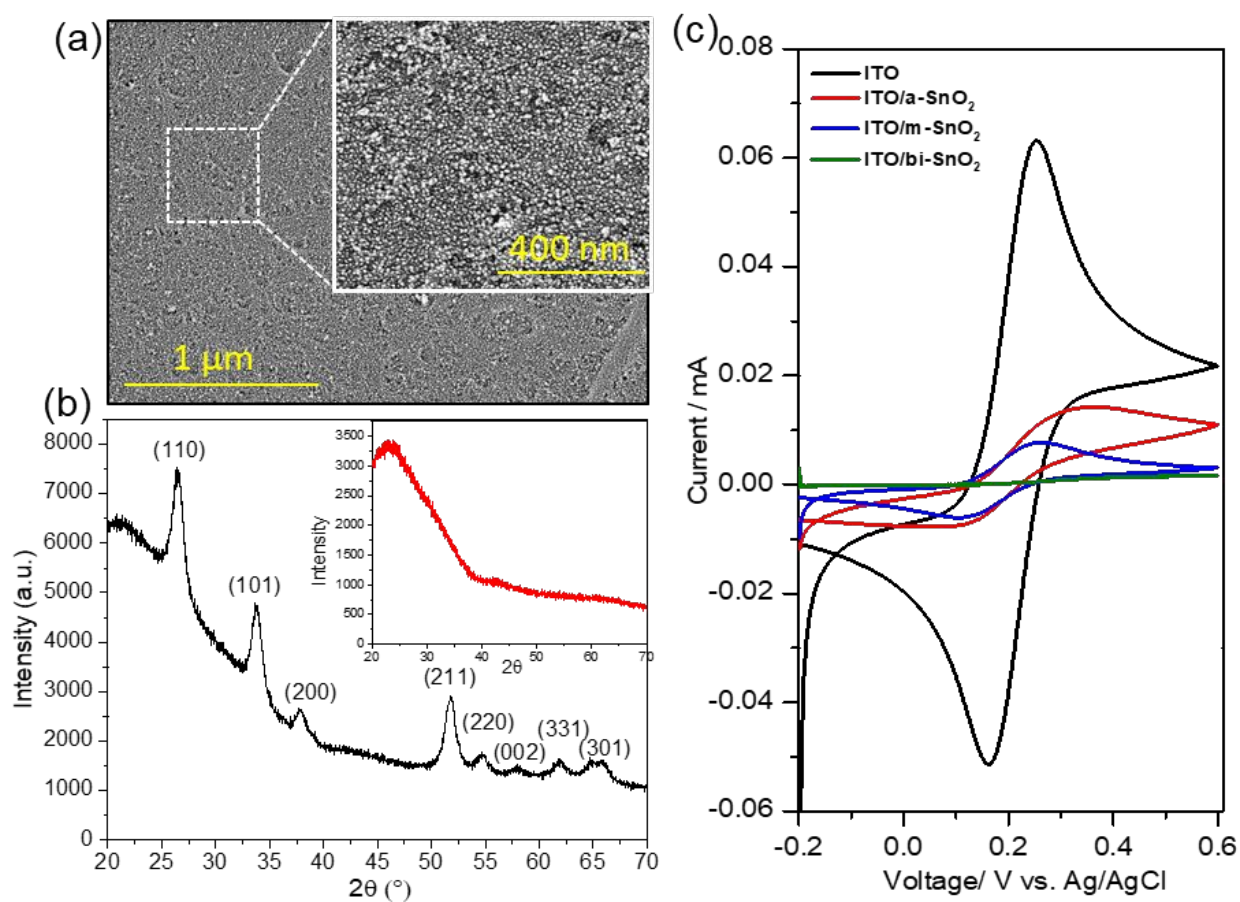 (a)
400 nm
1 µm
(b)
8000
7000
6000
5000
4000
3000
2000
1000
0
Intensity (a.u.)
(110)
(101)
(200)
(211)
(220)
(002)
(331)
(301)
20 25 30 35 40 45 50 55 60 65 70
2θ (°)
3500
3000
2500
2000
1500
1000
500
0
Intensity
20 30 40 50 60 70
2θ
(c)
0.08
0.06
0.04
0.02
0.00
-0.02
-0.04
-0.06
Current / mA
ITO
ITO/a-SnO₂
ITO/m-SnO₂
ITO/bi-SnO₂
-0.2 0.0 0.2 0.4 0.6
Voltage/ V vs. Ag/AgCl